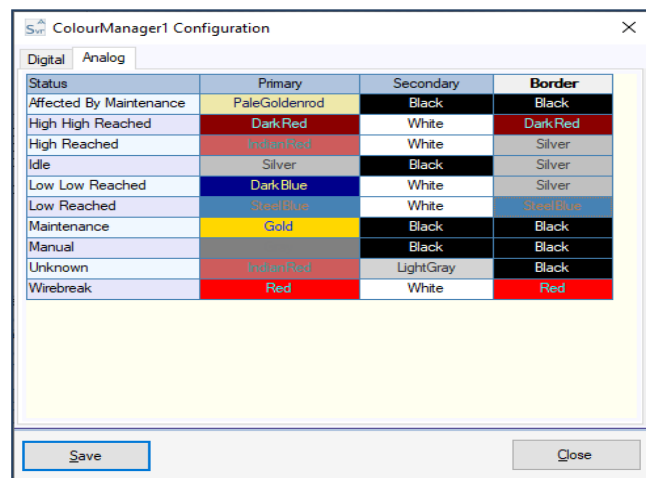 ColourManager1 Configuration
Digital Analog
Status Primary Secondary Border
Affected By Maintenance PaleGoldenrod Black Black
High High Reached DarkRed White DarkRed
High Reached IndianRed White Silver
Idle Silver Black Silver
Low Low Reached DarkBlue White Silver
Low Reached SteelBlue White SteelBlue
Maintenance Gold Black Black
Manual Black Black
Unknown IndianRed LightGray Black
Wirebreak Red White Red
Save Close